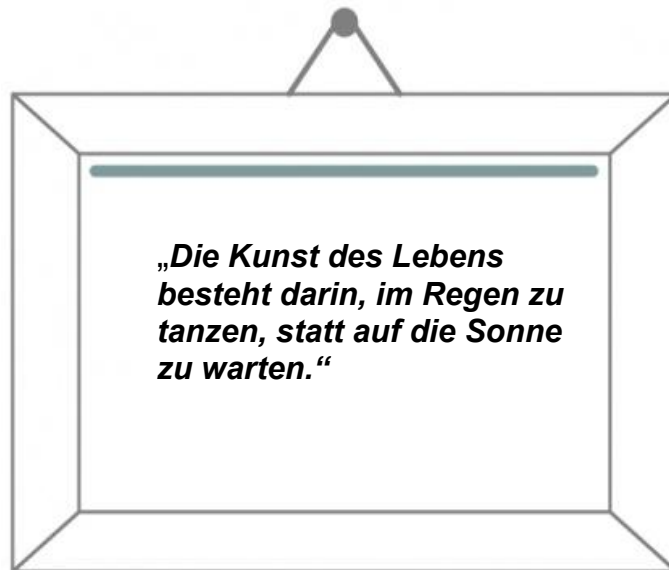 „Die Kunst des Lebens
besteht darin, im Regen zu
tanzen, statt auf die Sonne
zu warten.“